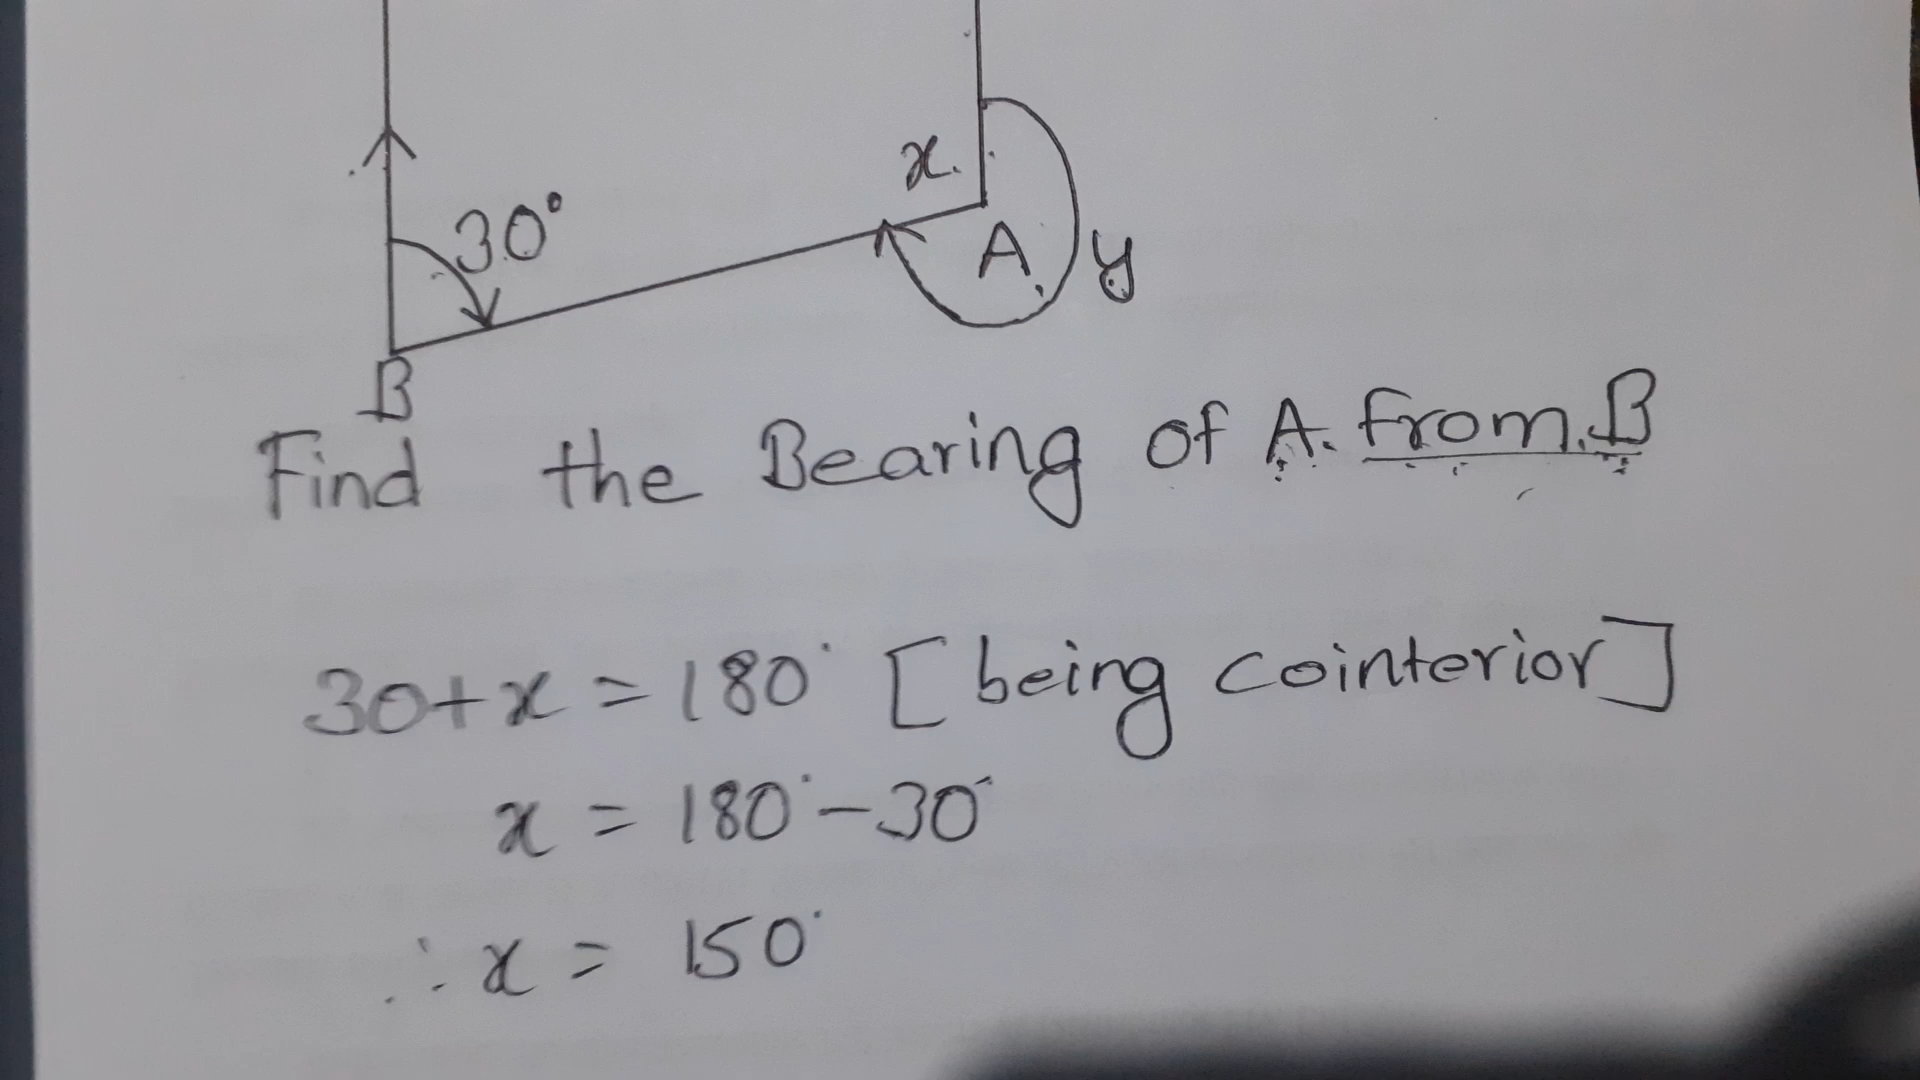 x
30°
A
y
B
Find the Bearing of A. from B
30+x = 180° [being cointerior]
x = 180° - 30°
∴ x = 150°